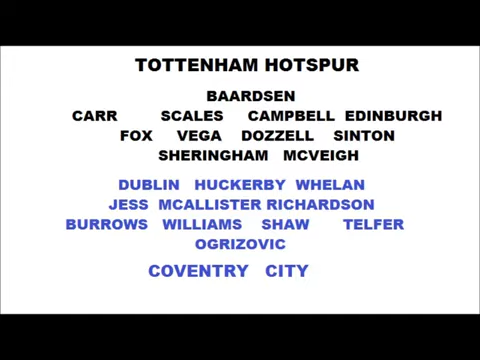 TOTTENHAM HOTSPUR
BAARDSEN
CARR SCALES CAMPBELL EDINBURGH
FOX VEGA DOZZELL SINTON
SHERINGHAM MCVEIGH
DUBLIN HUCKERBY WHELAN
JESS MCALLISTER RICHARDSON
BURROWS WILLIAMS SHAW TELFER
OGRIZOVIC
COVENTRY CITY